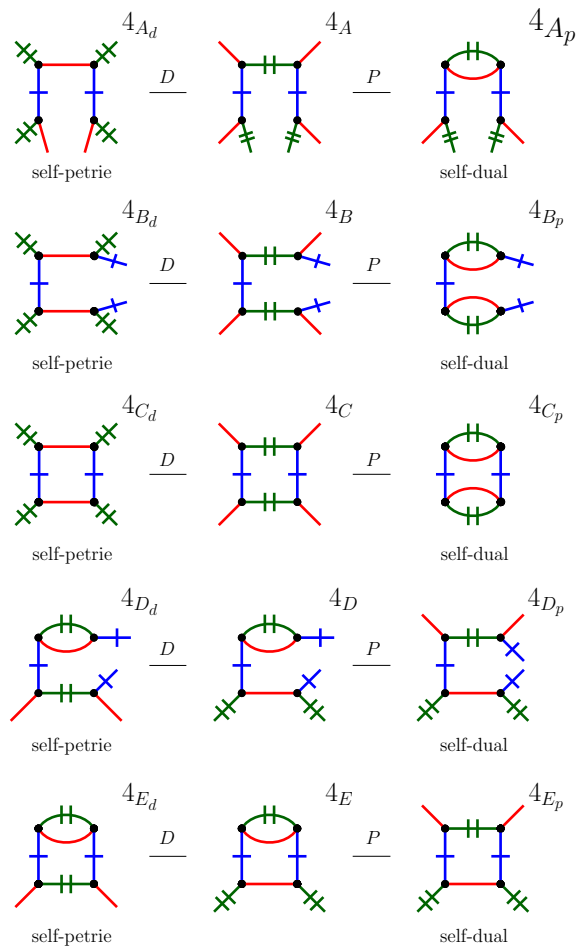 4_{A_d} D 4_A P 4_{A_p}
self-petrie self-dual
4_{B_d} D 4_B P 4_{B_p}
self-petrie self-dual
4_{C_d} D 4_C P 4_{C_p}
self-petrie self-dual
4_{D_d} D 4_D P 4_{D_p}
self-petrie self-dual
4_{E_d} D 4_E P 4_{E_p}
self-petrie self-dual